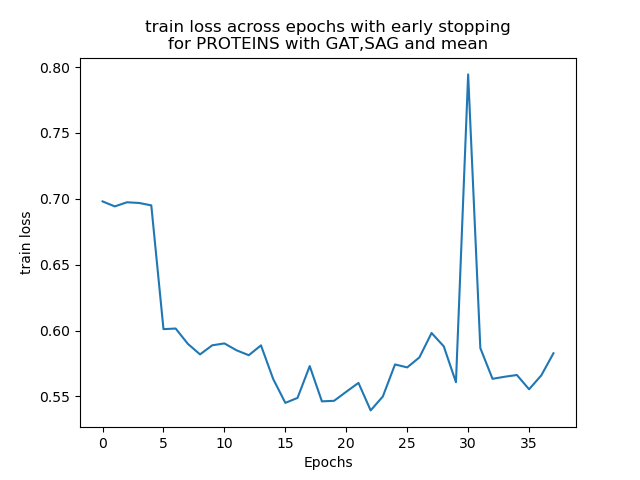 train loss across epochs with early stopping
for PROTEINS with GAT,SAG and mean
0.80
0.75
0.70
0.65
0.60
0.55
train loss
0 5 10 15 20 25 30 35
Epochs